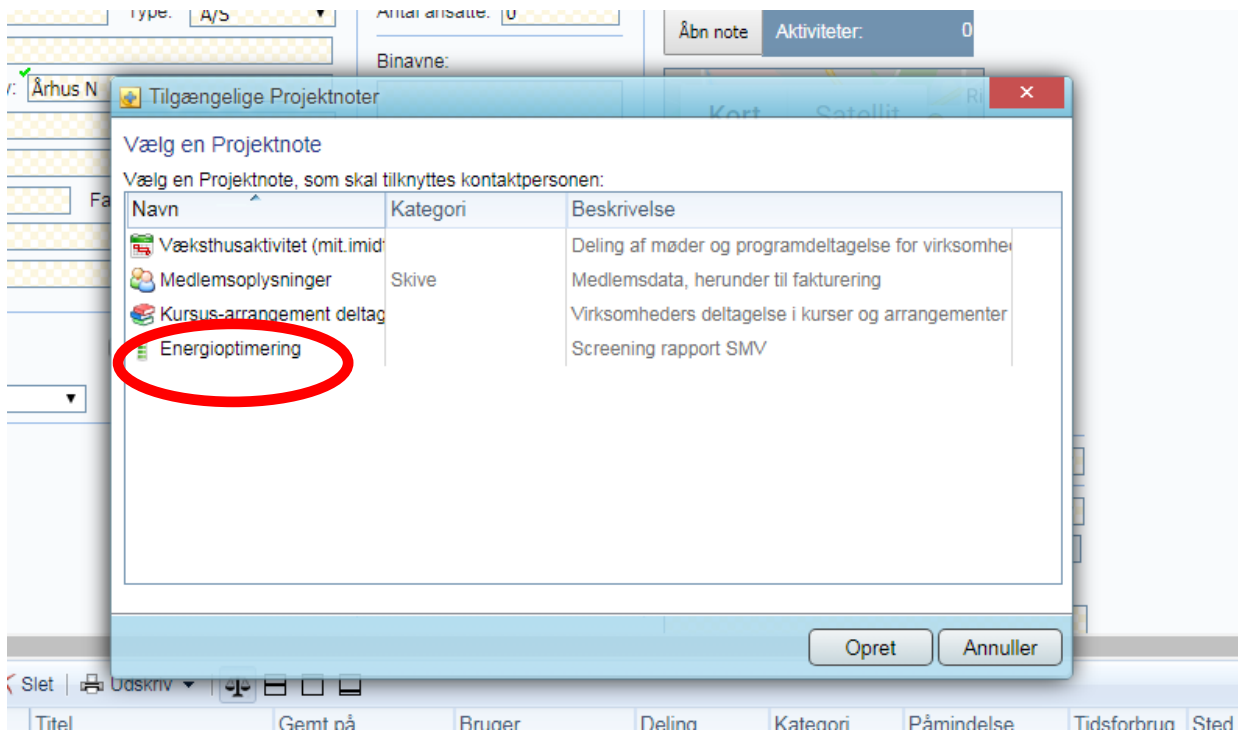 Type: A/S Antal ansatte: 0
Åbn note Aktiviteter: 0
Binavne:
Århus N
Tilgængelige Projektnoter
Kort Satellit
Vælg en Projektnote
Vælg en Projektnote, som skal tilknyttes kontaktpersonen:
Fa
Navn Kategori Beskrivelse
Væksthusaktivitet (mit.imid Deling af møder og programdeltagelse for virksomhe
Medlemsoplysninger Skive Medlemsdata, herunder til fakturering
Kursus-arrangement deltag Virksomheders deltagelse i kurser og arrangementer
Energioptimering Screening rapport SMV
Opret Annuller
Slet Udskriv
Titel Gemt på Bruger Deling Kategori Påmindelse Tidsforbrug Sted